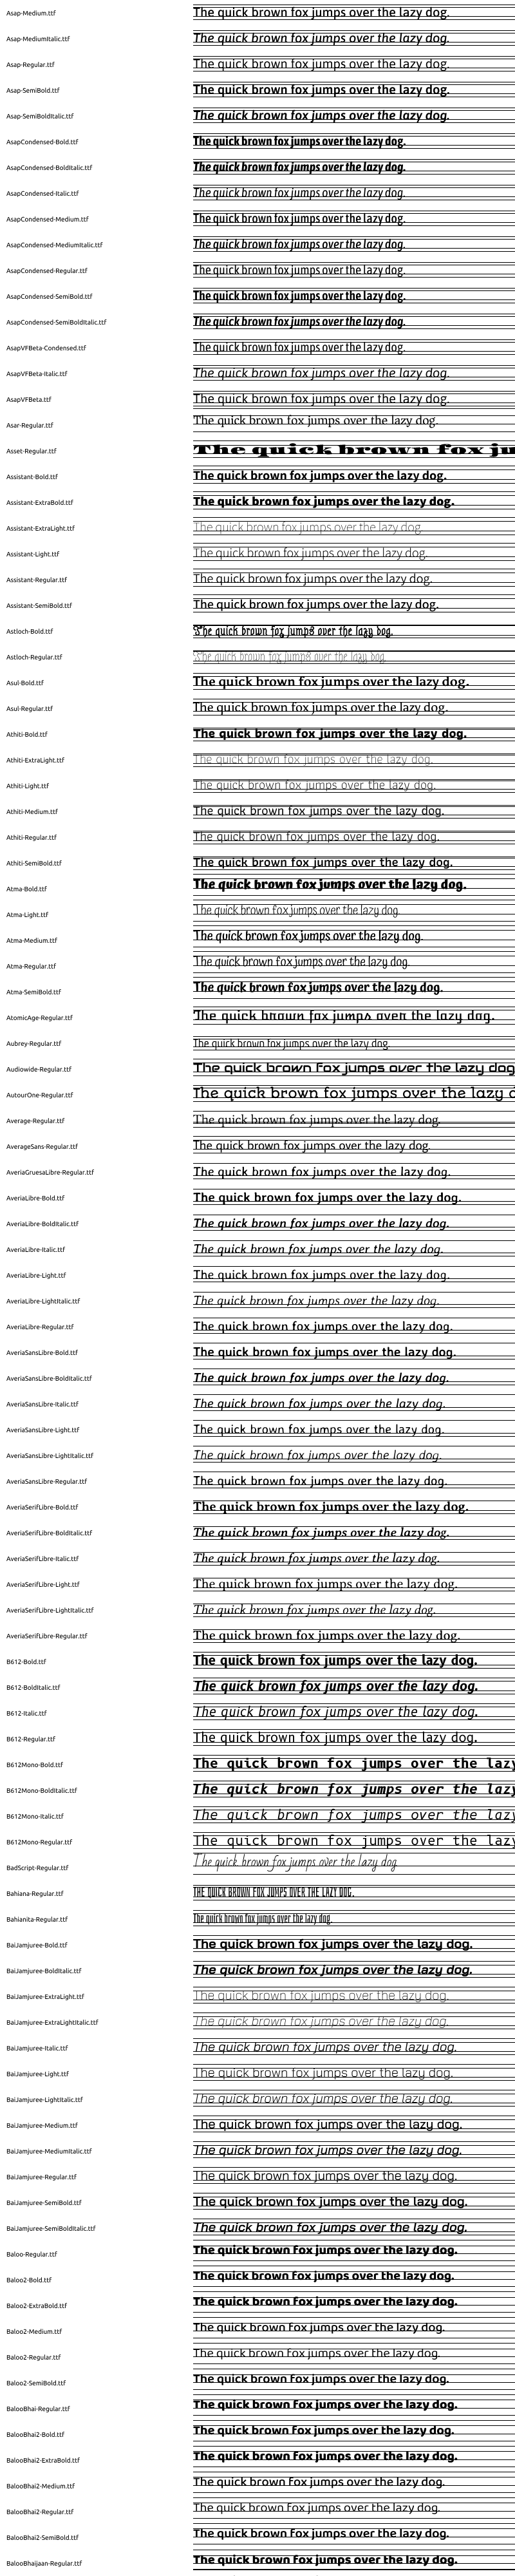 Asap-Medium.ttf The quick brown fox jumps over the lazy dog.
Asap-MediumItalic.ttf The quick brown fox jumps over the lazy dog.
Asap-Regular.ttf The quick brown fox jumps over the lazy dog.
Asap-SemiBold.ttf The quick brown fox jumps over the lazy dog.
Asap-SemiBoldItalic.ttf The quick brown fox jumps over the lazy dog.
AsapCondensed-Bold.ttf The quick brown fox jumps over the lazy dog.
AsapCondensed-BoldItalic.ttf The quick brown fox jumps over the lazy dog.
AsapCondensed-Italic.ttf The quick brown fox jumps over the lazy dog.
AsapCondensed-Medium.ttf The quick brown fox jumps over the lazy dog.
AsapCondensed-MediumItalic.ttf The quick brown fox jumps over the lazy dog.
AsapCondensed-Regular.ttf The quick brown fox jumps over the lazy dog.
AsapCondensed-SemiBold.ttf The quick brown fox jumps over the lazy dog.
AsapCondensed-SemiBoldItalic.ttf The quick brown fox jumps over the lazy dog.
AsapVFBeta-Condensed.ttf The quick brown fox jumps over the lazy dog.
AsapVFBeta-Italic.ttf The quick brown fox jumps over the lazy dog.
AsapVFBeta.ttf The quick brown fox jumps over the lazy dog.
Asar-Regular.ttf The quick brown fox jumps over the lazy dog.
Asset-Regular.ttf The quick brown fox ju
Assistant-Bold.ttf The quick brown fox jumps over the lazy dog.
Assistant-ExtraBold.ttf The quick brown fox jumps over the lazy dog.
Assistant-ExtraLight.ttf The quick brown fox jumps over the lazy dog.
Assistant-Light.ttf The quick brown fox jumps over the lazy dog.
Assistant-Regular.ttf The quick brown fox jumps over the lazy dog.
Assistant-SemiBold.ttf The quick brown fox jumps over the lazy dog.
Astloch-Bold.ttf The quick brown fox jumps over the lazy dog.
Astloch-Regular.ttf The quick brown fox jumps over the lazy dog.
Asul-Bold.ttf The quick brown fox jumps over the lazy dog.
Asul-Regular.ttf The quick brown fox jumps over the lazy dog.
Athiti-Bold.ttf The quick brown fox jumps over the lazy dog.
Athiti-ExtraLight.ttf The quick brown fox jumps over the lazy dog.
Athiti-Light.ttf The quick brown fox jumps over the lazy dog.
Athiti-Medium.ttf The quick brown fox jumps over the lazy dog.
Athiti-Regular.ttf The quick brown fox jumps over the lazy dog.
Athiti-SemiBold.ttf The quick brown fox jumps over the lazy dog.
Atma-Bold.ttf The quick brown fox jumps over the lazy dog.
Atma-Light.ttf The quick brown fox jumps over the lazy dog.
Atma-Medium.ttf The quick brown fox jumps over the lazy dog.
Atma-Regular.ttf The quick brown fox jumps over the lazy dog.
Atma-SemiBold.ttf The quick brown fox jumps over the lazy dog.
AtomicAge-Regular.ttf The quick brown fox jumps over the lazy dog.
Aubrey-Regular.ttf The quick brown fox jumps over the lazy dog.
Audiowide-Regular.ttf The quick brown fox jumps over the lazy dog
AutourOne-Regular.ttf The quick brown fox jumps over the lazy d
Average-Regular.ttf The quick brown fox jumps over the lazy dog.
AverageSans-Regular.ttf The quick brown fox jumps over the lazy dog.
AveriaGruesaLibre-Regular.ttf The quick brown fox jumps over the lazy dog.
AveriaLibre-Bold.ttf The quick brown fox jumps over the lazy dog.
AveriaLibre-BoldItalic.ttf The quick brown fox jumps over the lazy dog.
AveriaLibre-Italic.ttf The quick brown fox jumps over the lazy dog.
AveriaLibre-Light.ttf The quick brown fox jumps over the lazy dog.
AveriaLibre-LightItalic.ttf The quick brown fox jumps over the lazy dog.
AveriaLibre-Regular.ttf The quick brown fox jumps over the lazy dog.
AveriaSansLibre-Bold.ttf The quick brown fox jumps over the lazy dog.
AveriaSansLibre-BoldItalic.ttf The quick brown fox jumps over the lazy dog.
AveriaSansLibre-Italic.ttf The quick brown fox jumps over the lazy dog.
AveriaSansLibre-Light.ttf The quick brown fox jumps over the lazy dog.
AveriaSansLibre-LightItalic.ttf The quick brown fox jumps over the lazy dog.
AveriaSansLibre-Regular.ttf The quick brown fox jumps over the lazy dog.
AveriaSerifLibre-Bold.ttf The quick brown fox jumps over the lazy dog.
AveriaSerifLibre-BoldItalic.ttf The quick brown fox jumps over the lazy dog.
AveriaSerifLibre-Italic.ttf The quick brown fox jumps over the lazy dog.
AveriaSerifLibre-Light.ttf The quick brown fox jumps over the lazy dog.
AveriaSerifLibre-LightItalic.ttf The quick brown fox jumps over the lazy dog.
AveriaSerifLibre-Regular.ttf The quick brown fox jumps over the lazy dog.
B612-Bold.ttf The quick brown fox jumps over the lazy dog.
B612-BoldItalic.ttf The quick brown fox jumps over the lazy dog.
B612-Italic.ttf The quick brown fox jumps over the lazy dog.
B612-Regular.ttf The quick brown fox jumps over the lazy dog.
B612Mono-Bold.ttf The quick brown fox jumps over the lazy
B612Mono-BoldItalic.ttf The quick brown fox jumps over the lazy
B612Mono-Italic.ttf The quick brown fox jumps over the lazy
B612Mono-Regular.ttf The quick brown fox jumps over the lazy
BadScript-Regular.ttf The quick brown fox jumps over the lazy dog.
Bahiana-Regular.ttf THE QUICK BROWN FOX JUMPS OVER THE LAZY DOG.
Bahianita-Regular.ttf The quick brown fox jumps over the lazy dog.
BaiJamjuree-Bold.ttf The quick brown fox jumps over the lazy dog.
BaiJamjuree-BoldItalic.ttf The quick brown fox jumps over the lazy dog.
BaiJamjuree-ExtraLight.ttf The quick brown fox jumps over the lazy dog.
BaiJamjuree-ExtraLightItalic.ttf The quick brown fox jumps over the lazy dog.
BaiJamjuree-Italic.ttf The quick brown fox jumps over the lazy dog.
BaiJamjuree-Light.ttf The quick brown fox jumps over the lazy dog.
BaiJamjuree-LightItalic.ttf The quick brown fox jumps over the lazy dog.
BaiJamjuree-Medium.ttf The quick brown fox jumps over the lazy dog.
BaiJamjuree-MediumItalic.ttf The quick brown fox jumps over the lazy dog.
BaiJamjuree-Regular.ttf The quick brown fox jumps over the lazy dog.
BaiJamjuree-SemiBold.ttf The quick brown fox jumps over the lazy dog.
BaiJamjuree-SemiBoldItalic.ttf The quick brown fox jumps over the lazy dog.
Baloo-Regular.ttf The quick brown fox jumps over the lazy dog.
Baloo2-Bold.ttf The quick brown fox jumps over the lazy dog.
Baloo2-ExtraBold.ttf The quick brown fox jumps over the lazy dog.
Baloo2-Medium.ttf The quick brown fox jumps over the lazy dog.
Baloo2-Regular.ttf The quick brown fox jumps over the lazy dog.
Baloo2-SemiBold.ttf The quick brown fox jumps over the lazy dog.
BalooBhai-Regular.ttf The quick brown fox jumps over the lazy dog.
BalooBhai2-Bold.ttf The quick brown fox jumps over the lazy dog.
BalooBhai2-ExtraBold.ttf The quick brown fox jumps over the lazy dog.
BalooBhai2-Medium.ttf The quick brown fox jumps over the lazy dog.
BalooBhai2-Regular.ttf The quick brown fox jumps over the lazy dog.
BalooBhai2-SemiBold.ttf The quick brown fox jumps over the lazy dog.
BalooBhaijaan-Regular.ttf The quick brown fox jumps over the lazy dog.